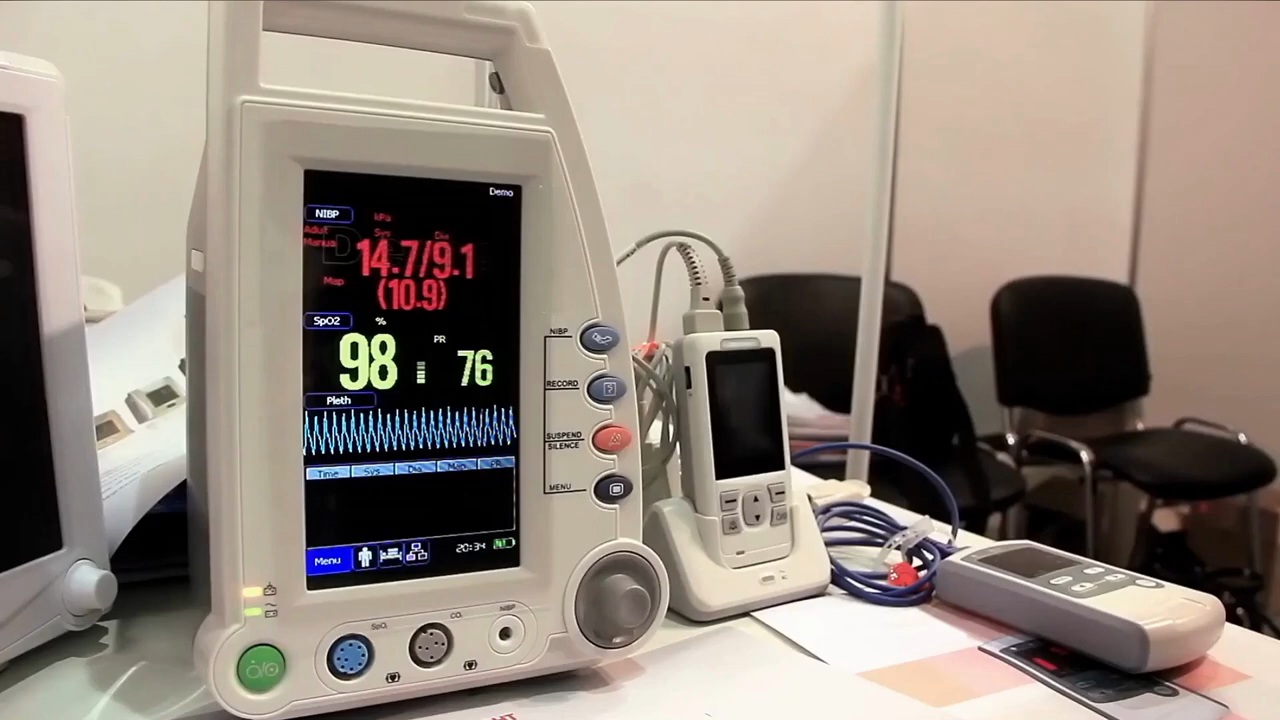 Demo
NIBP
kPa
Adult
Sys
Dia
Manual
14.7/9.1
Map
(10.9)
SpO2
%
PR
98
76
Pleth
Time Sys Dia Map PR
Menu
20:34
NIBP
RECORD
SUSPEND
SILENCE
MENU
SpO₂
CO₂
NIBP